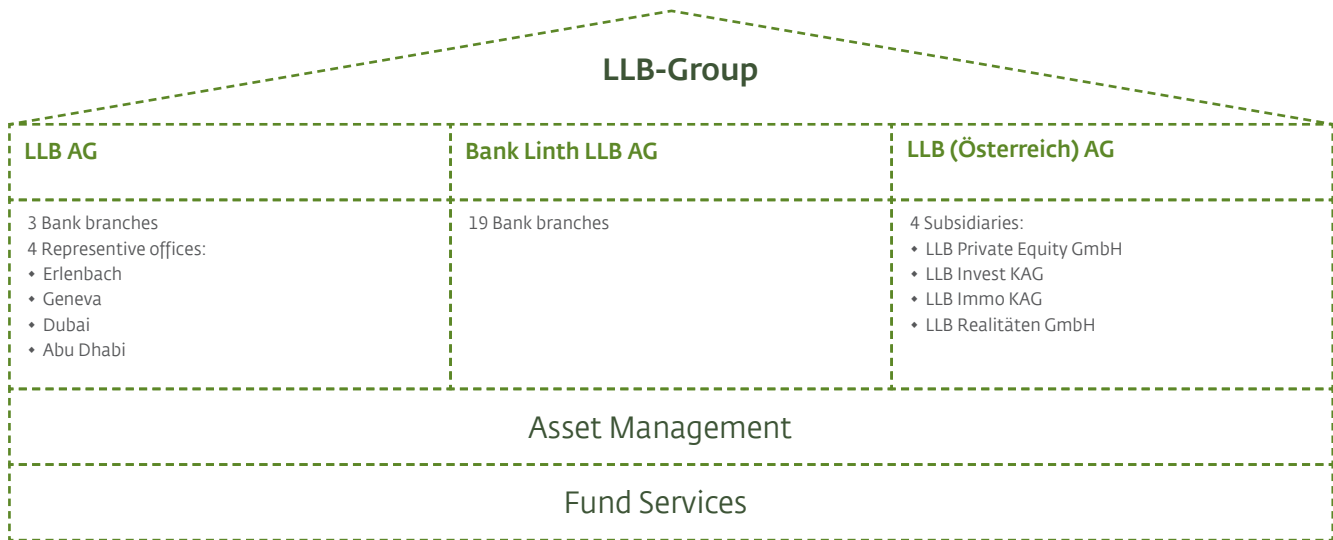 LLB-Group
LLB AG
Bank Linth LLB AG
LLB (Österreich) AG
3 Bank branches
4 Representive offices:
• Erlenbach
• Geneva
• Dubai
• Abu Dhabi
19 Bank branches
4 Subsidiaries:
• LLB Private Equity GmbH
• LLB Invest KAG
• LLB Immo KAG
• LLB Realitäten GmbH
Asset Management
Fund Services